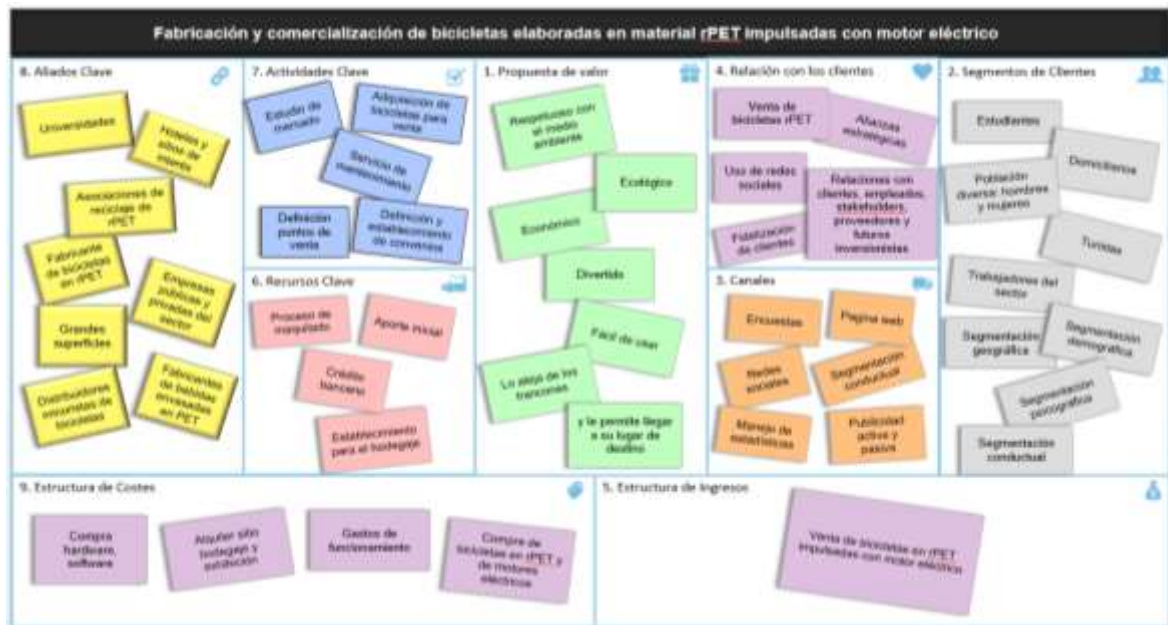 Fabricación y comercialización de bicicletas elaboradas en material rPET impulsadas con motor eléctrico
8. Aliados Clave
Universidades
Hoteles y
sitios de
interés
Asociaciones de
reciclaje de
rPET
Fabricante
de bicicletas
en rPET
Empresas
públicas y
privadas del
sector
Grandes
superficies
Distribuidores
minoristas de
bicicletas
Fabricantes
de bebidas
envasadas en
PET
7. Actividades Clave
Estudio de
mercado
Adquisición de
bicicletas para
venta
Servicio de
mantenimiento
Definición
puntos de
venta
Definición y
establecimiento
de convenios
6. Recursos Clave
Proceso de
maquilado
Aporte inicial
Crédito
bancario
Establecimiento
para el bodegaje
1. Propuesta de valor
Respetuoso con
el medio
ambiente
Ecológico
Económico
Divertido
Fácil de usar
Lo aleja de los
trancones
y le permite llegar
a su lugar de
destino
4. Relación con los clientes
Venta de
bicicletas rPET
Alianzas
estratégicas
Uso de redes
sociales
Relaciones con
clientes, empleados,
stakeholders,
proveedores y
futuros
inversionistas
Fidelización
de clientes
3. Canales
Encuestas
Pagina web
Redes
sociales
Segmentación
conductual
Manejo de
estadísticas
Publicidad
activa y
pasiva
2. Segmentos de Clientes
Estudiantes
Domiciliarios
Población
diversa: hombres
y mujeres
Turistas
Trabajadores del
sector
Segmentación
geográfica
Segmentación
demográfica
Segmentación
psicográfica
Segmentación
conductual
9. Estructura de Costes
Compra
hardware,
software
Alquiler sitio
bodegaje y
exhibición
Gastos de
funcionamiento
Compra de
bicicletas en rPET y
de motores
eléctricos
5. Estructura de Ingresos
Venta de bicicletas en rPET
impulsadas con motor eléctrico